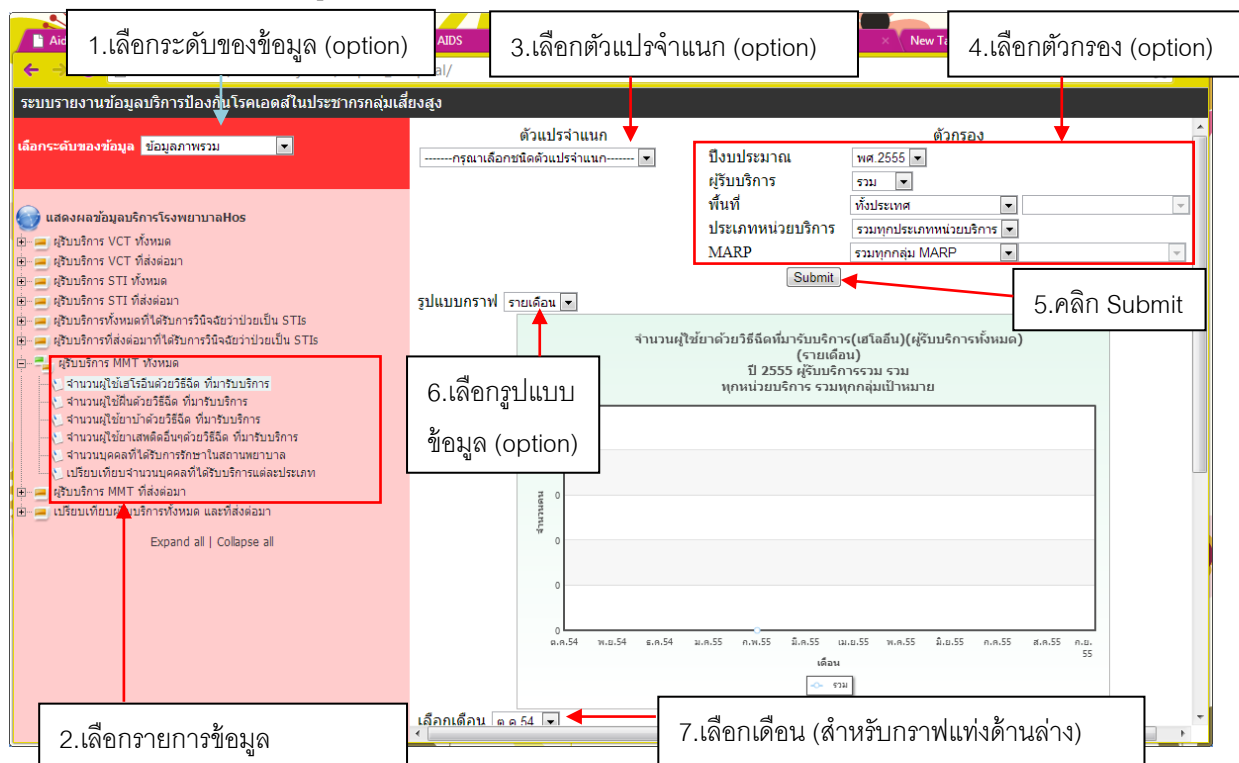 1.เลือกระดับของข้อมูล (option)
3.เลือกตัวแปรจำแนก (option)
4.เลือกตัวกรอง (option)
Aid
AIDS
New Ta
al/
ระบบรายงานข้อมูลบริการป้องกันโรคเอดส์ในประชากรกลุ่มเสี่ยงสูง
เลือกระดับของข้อมูล ข้อมูลภาพรวม
ตัวแปรจำแนก
-------กรุณาเลือกชนิดตัวแปรจำแนก-------
ตัวกรอง
ปีงบประมาณ พศ.2555
ผู้รับบริการ รวม
พื้นที่ ทั้งประเทศ
ประเภทหน่วยบริการ รวมทุกประเภทหน่วยบริการ
MARP รวมทุกกลุ่ม MARP
Submit
5.คลิก Submit
แสดงผลข้อมูลบริการโรงพยาบาลHos
ผู้รับบริการ VCT ทั้งหมด
ผู้รับบริการ VCT ที่ส่งต่อมา
ผู้รับบริการ STI ทั้งหมด
ผู้รับบริการ STI ที่ส่งต่อมา
ผู้รับบริการทั้งหมดที่ได้รับการวินิจฉัยว่าป่วยเป็น STIs
ผู้รับบริการที่ส่งต่อมาที่ได้รับการวินิจฉัยว่าป่วยเป็น STIs
ผู้รับบริการ MMT ทั้งหมด
จำนวนผู้ใช้เฮโรอีนด้วยวิธีฉีด ที่มารับบริการ
จำนวนผู้ใช้ฝิ่นด้วยวิธีฉีด ที่มารับบริการ
จำนวนผู้ใช้ยาบ้าด้วยวิธีฉีด ที่มารับบริการ
จำนวนผู้ใช้ยาเสพติดอื่นๆด้วยวิธีฉีด ที่มารับบริการ
จำนวนบุคคลที่ได้รับการรักษาในสถานพยาบาล
เปรียบเทียบจำนวนบุคคลที่ได้รับบริการแต่ละประเภท
ผู้รับบริการ MMT ที่ส่งต่อมา
เปรียบเทียบผู้รับบริการทั้งหมด และที่ส่งต่อมา
Expand all | Collapse all
รูปแบบกราฟ รายเดือน
6.เลือกรูปแบบ
ข้อมูล (option)
จำนวนผู้ใช้ยาด้วยวิธีฉีดที่มารับบริการ(เฮโลอีน)(ผู้รับบริการทั้งหมด)
(รายเดือน)
ปี 2555 ผู้รับบริการรวม รวม
ทุกหน่วยบริการ รวมทุกกลุ่มเป้าหมาย
จำนวนคน
0
0
0
0
ต.ค.54 พ.ย.54 ธ.ค.54 ม.ค.55 ก.พ.55 มี.ค.55 เม.ย.55 พ.ค.55 มิ.ย.55 ก.ค.55 ส.ค.55 ก.ย.
55
เดือน
รวม
เลือกเดือน ต.ค.54
2.เลือกรายการข้อมูล
7.เลือกเดือน (สำหรับกราฟแท่งด้านล่าง)